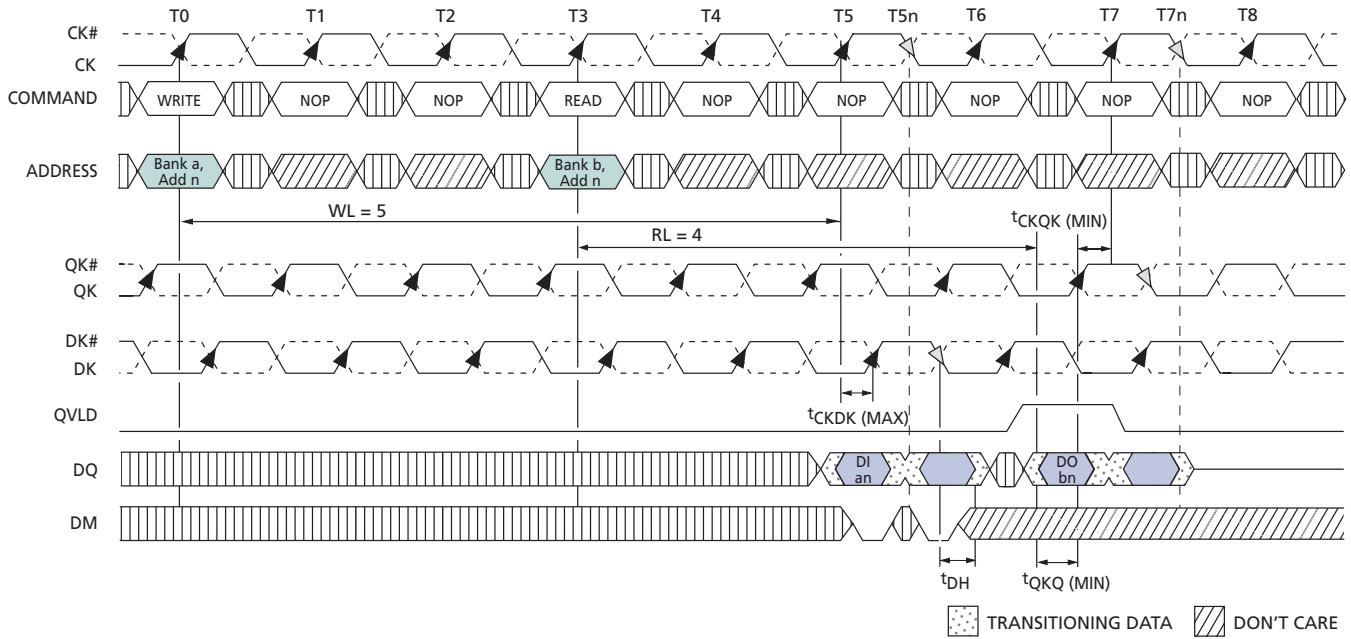 T0 T1 T2 T3 T4 T5 T5n T6 T7 T7n T8
CK#
CK
COMMAND WRITE NOP NOP READ NOP NOP NOP NOP NOP
ADDRESS Bank a, Add n Bank b, Add n
WL = 5
RL = 4
tCKQK (MIN)
QK#
QK
DK#
DK
tCKDK (MAX)
QVLD
DQ DI an DO bn
DM
tDH tQKQ (MIN)
TRANSITIONING DATA DON'T CARE